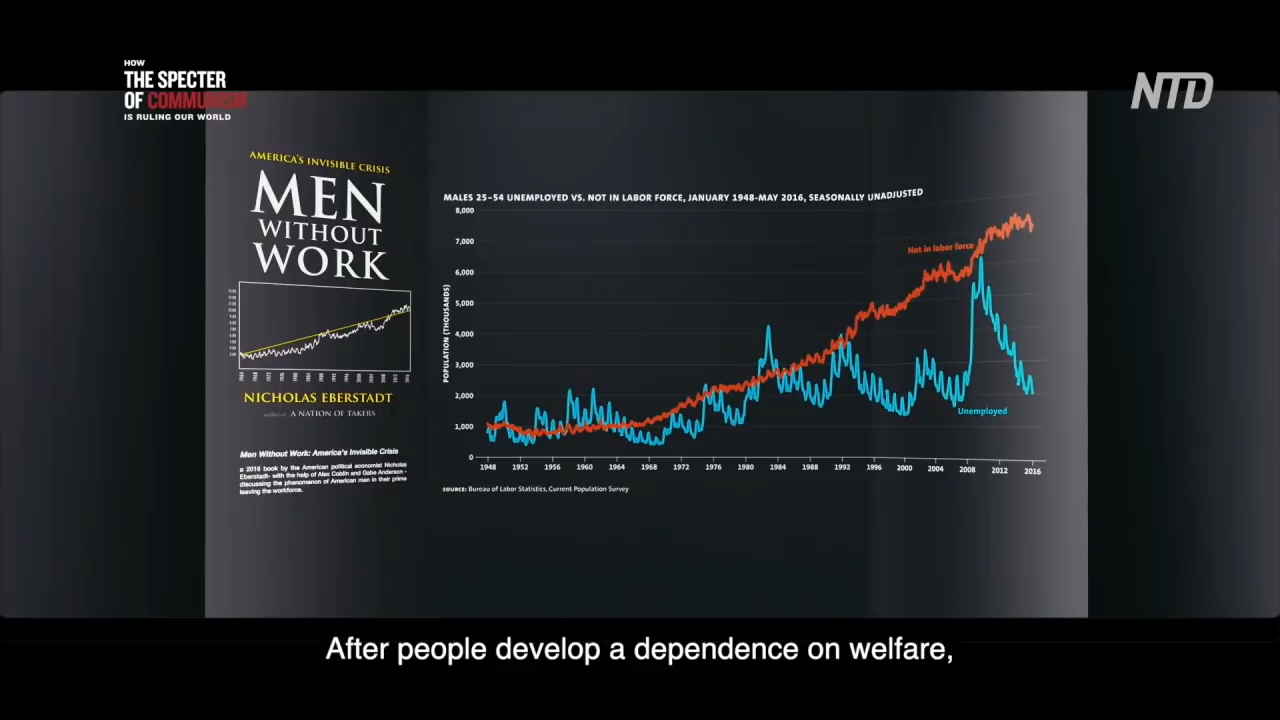 HOW
THE SPECTER
OF COMMUNISM
IS RULING OUR WORLD
NTD
AMERICA'S INVISIBLE CRISIS
MEN
WITHOUT
WORK
NICHOLAS EBERSTADT
author of A NATION OF TAKERS
Men Without Work: America's Invisible Crisis
a 2016 book by the American political economist Nicholas
Eberstadt- with the help of Alex Coblin and Gabe Anderson -
discussing the phenomenon of American men in their prime
leaving the workforce.
MALES 25–54 UNEMPLOYED VS. NOT IN LABOR FORCE, JANUARY 1948-MAY 2016, SEASONALLY UNADJUSTED
POPULATION (THOUSANDS)
8,000
7,000
6,000
5,000
4,000
3,000
2,000
1,000
0
Not in labor force
Unemployed
1948 1952 1956 1960 1964 1968 1972 1976 1980 1984 1988 1992 1996 2000 2004 2008 2012 2016
SOURCE: Bureau of Labor Statistics, Current Population Survey
After people develop a dependence on welfare,